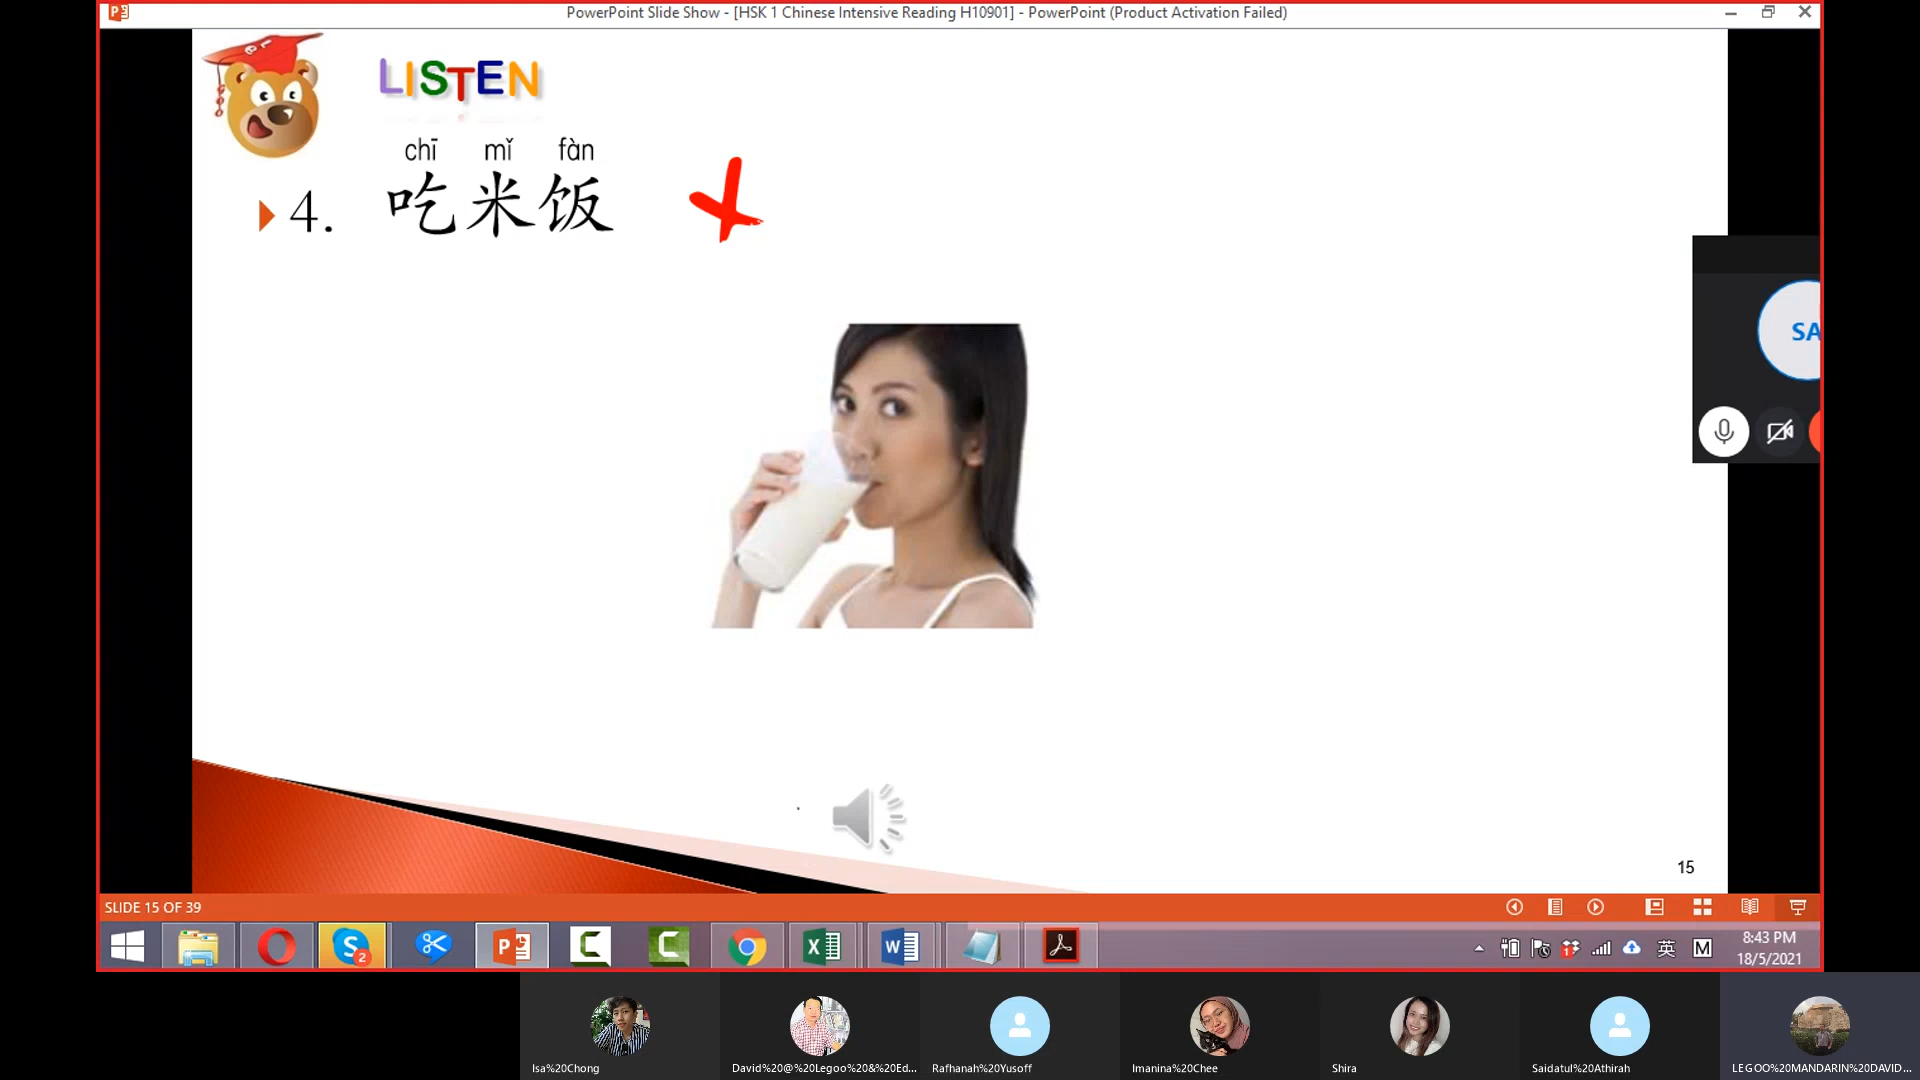 PowerPoint Slide Show - [HSK 1 Chinese Intensive Reading H10901] - PowerPoint (Product Activation Failed)
LISTEN
chī mǐ fàn
4. 吃米饭
SA
15
SLIDE 15 OF 39
2
英 M
8:43 PM
18/5/2021
Isa%20Chong
David%20@%20Legoo%20&%20Ed...
Rafhanah%20Yusoff
Imanina%20Chee
Shira
Saidatul%20Athirah
LEGOO%20MANDARIN%20DAVID...